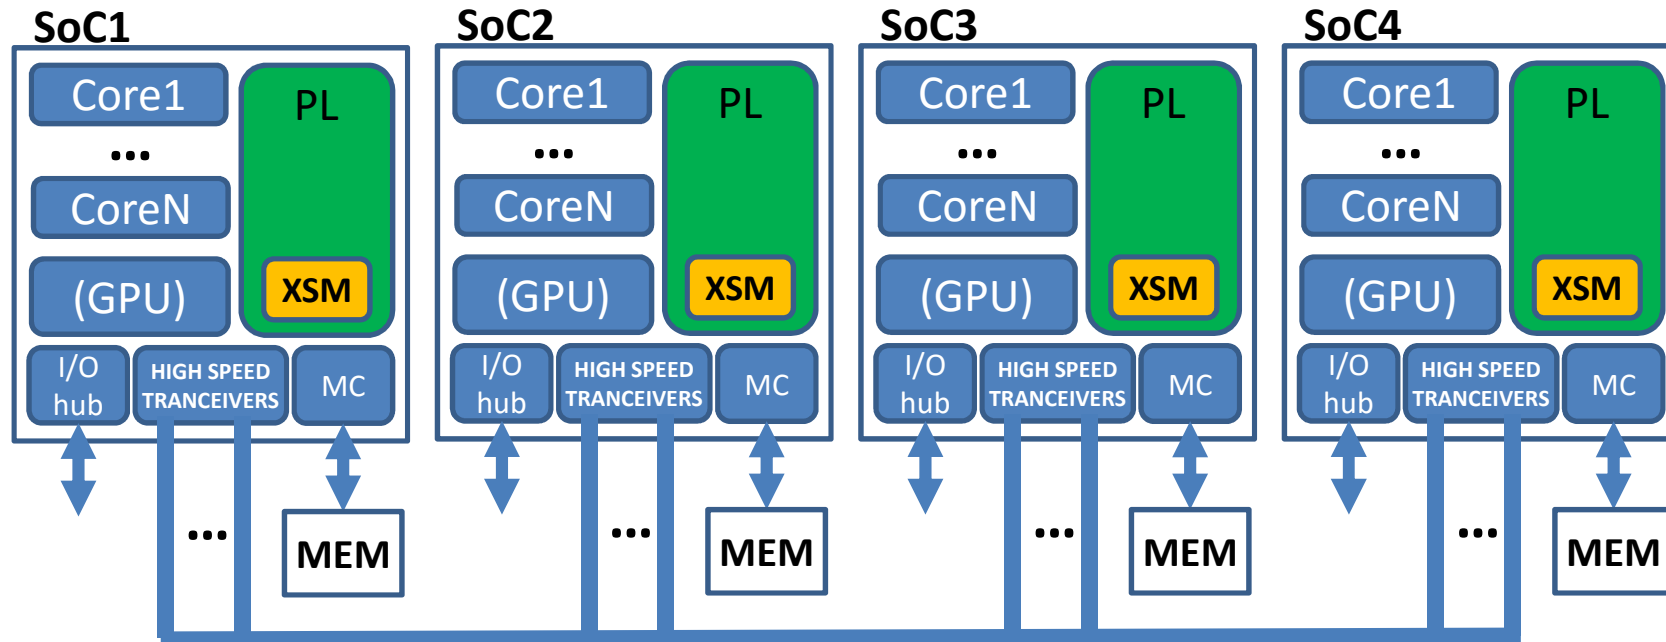 SoC1
Core1
...
CoreN
(GPU)
PL
XSM
I/O
hub
HIGH SPEED
TRANCEIVERS
MC
...
MEM
SoC2
Core1
...
CoreN
(GPU)
PL
XSM
I/O
hub
HIGH SPEED
TRANCEIVERS
MC
...
MEM
SoC3
Core1
...
CoreN
(GPU)
PL
XSM
I/O
hub
HIGH SPEED
TRANCEIVERS
MC
...
MEM
SoC4
Core1
...
CoreN
(GPU)
PL
XSM
I/O
hub
HIGH SPEED
TRANCEIVERS
MC
...
MEM